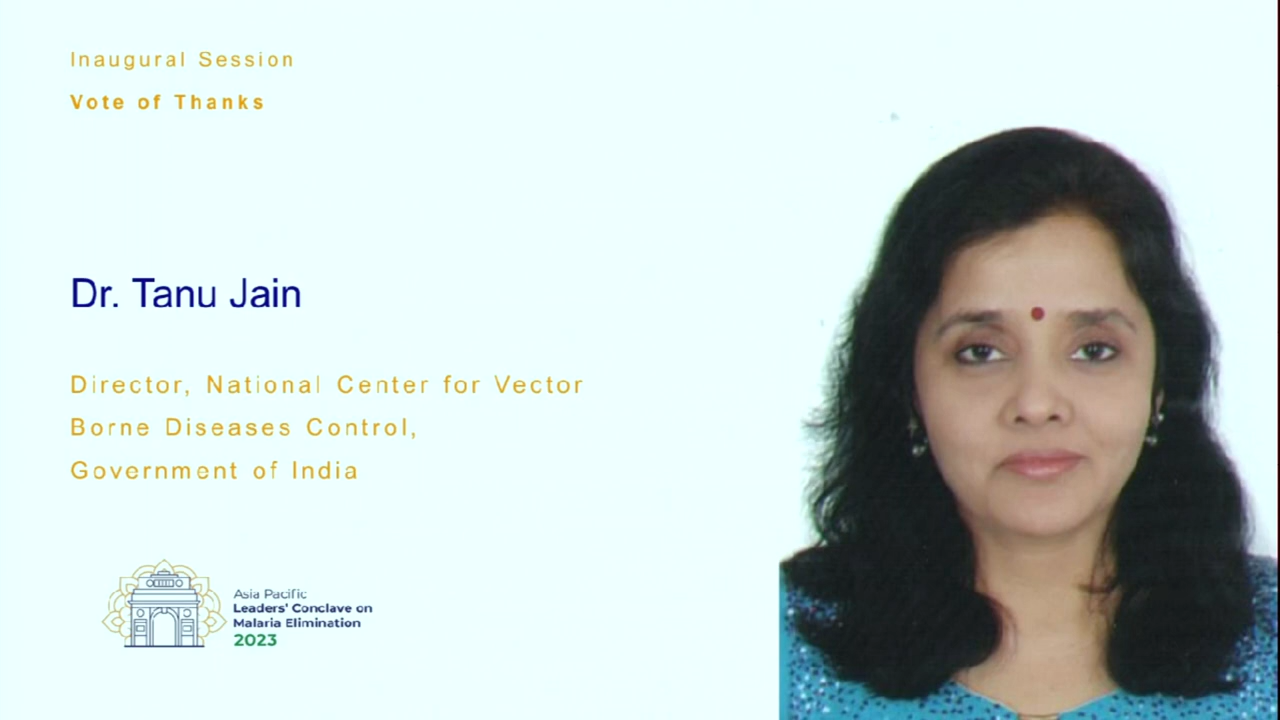 Inaugural Session
Vote of Thanks
Dr. Tanu Jain
Director, National Center for Vector
Borne Diseases Control,
Government of India
Asia Pacific
Leaders' Conclave on
Malaria Elimination
2023